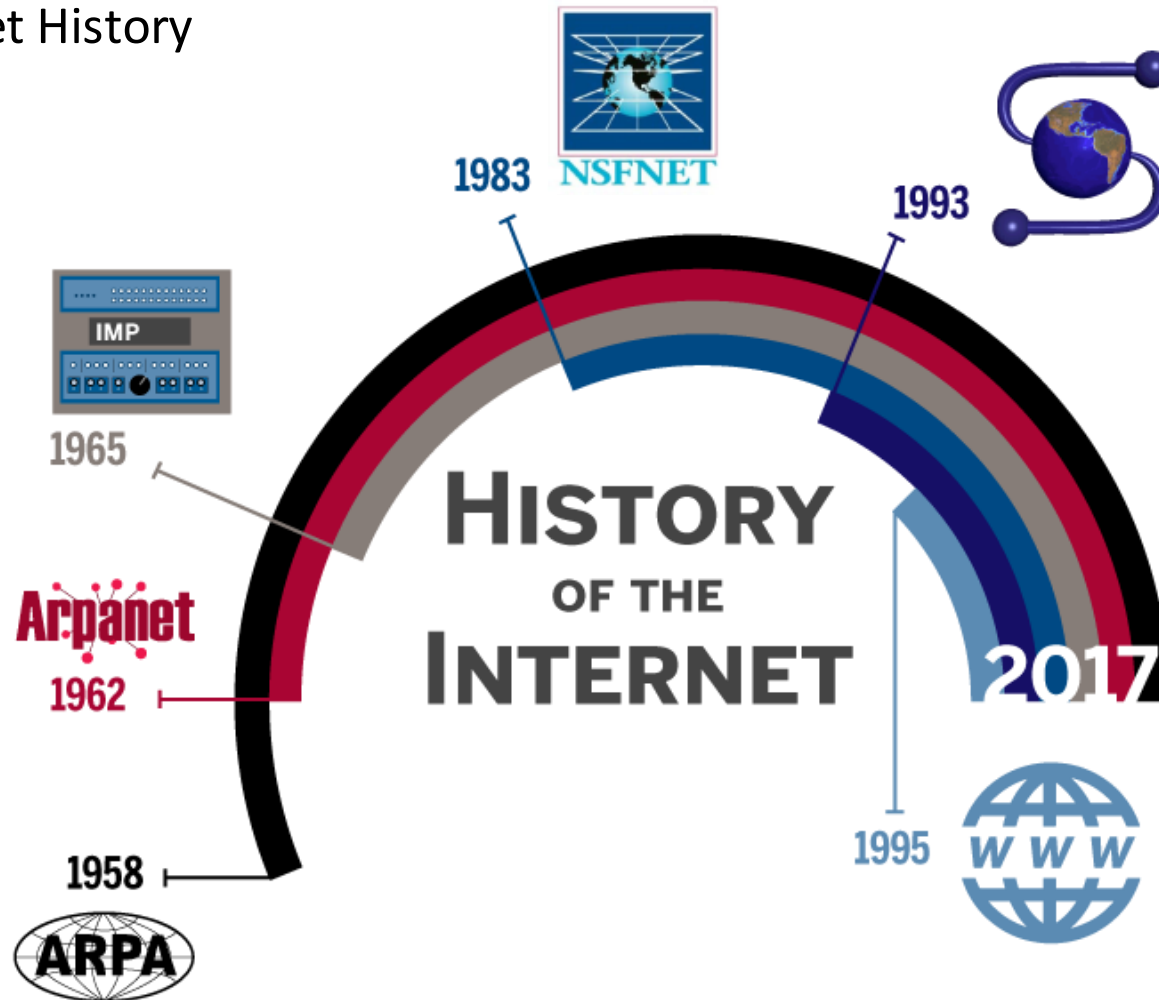 et History
NSFNET
1983
1993
IMP
1965
HISTORY
OF THE
INTERNET
Arpanet
1962
2017
1958
ARPA
1995
W W W